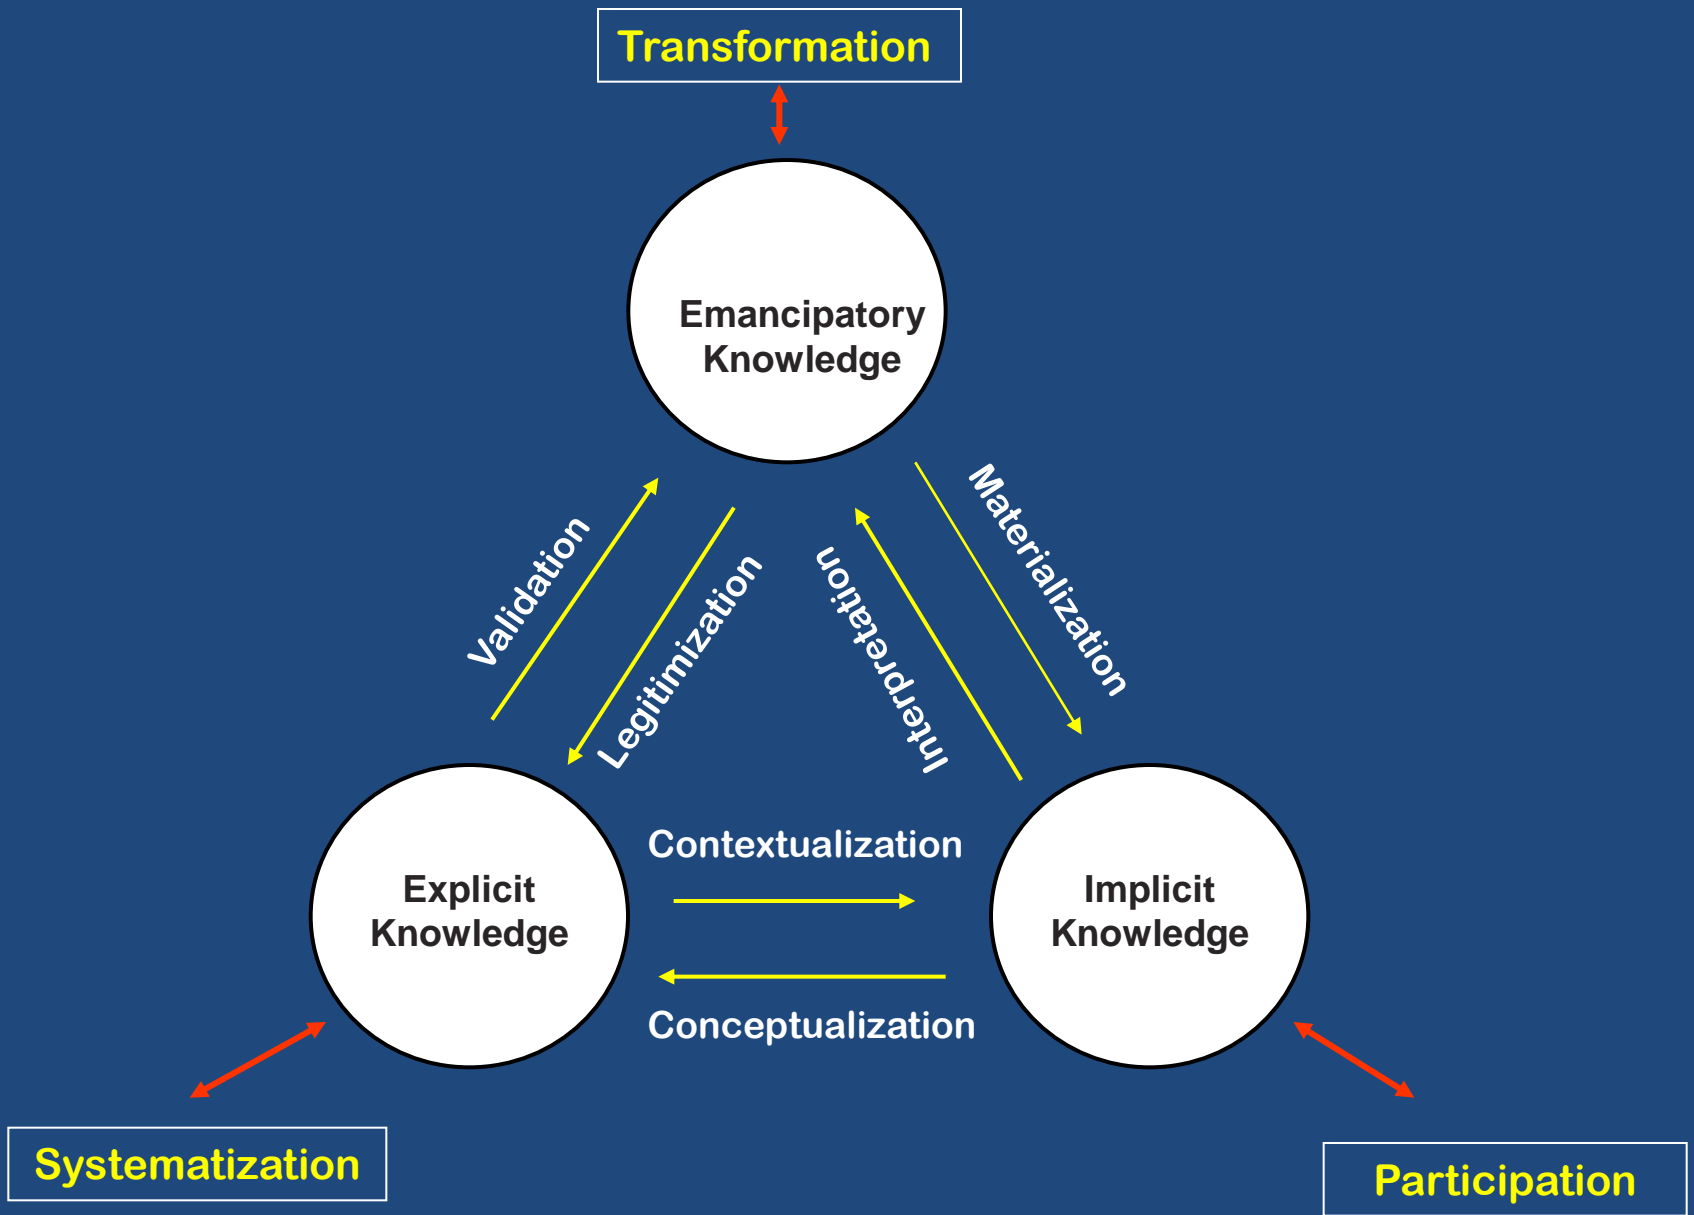 Transformation
Emancipatory
Knowledge
Materialization
Validation
Legitimization
Interpretation
Contextualization
Explicit
Knowledge
Implicit
Knowledge
Conceptualization
Systematization
Participation